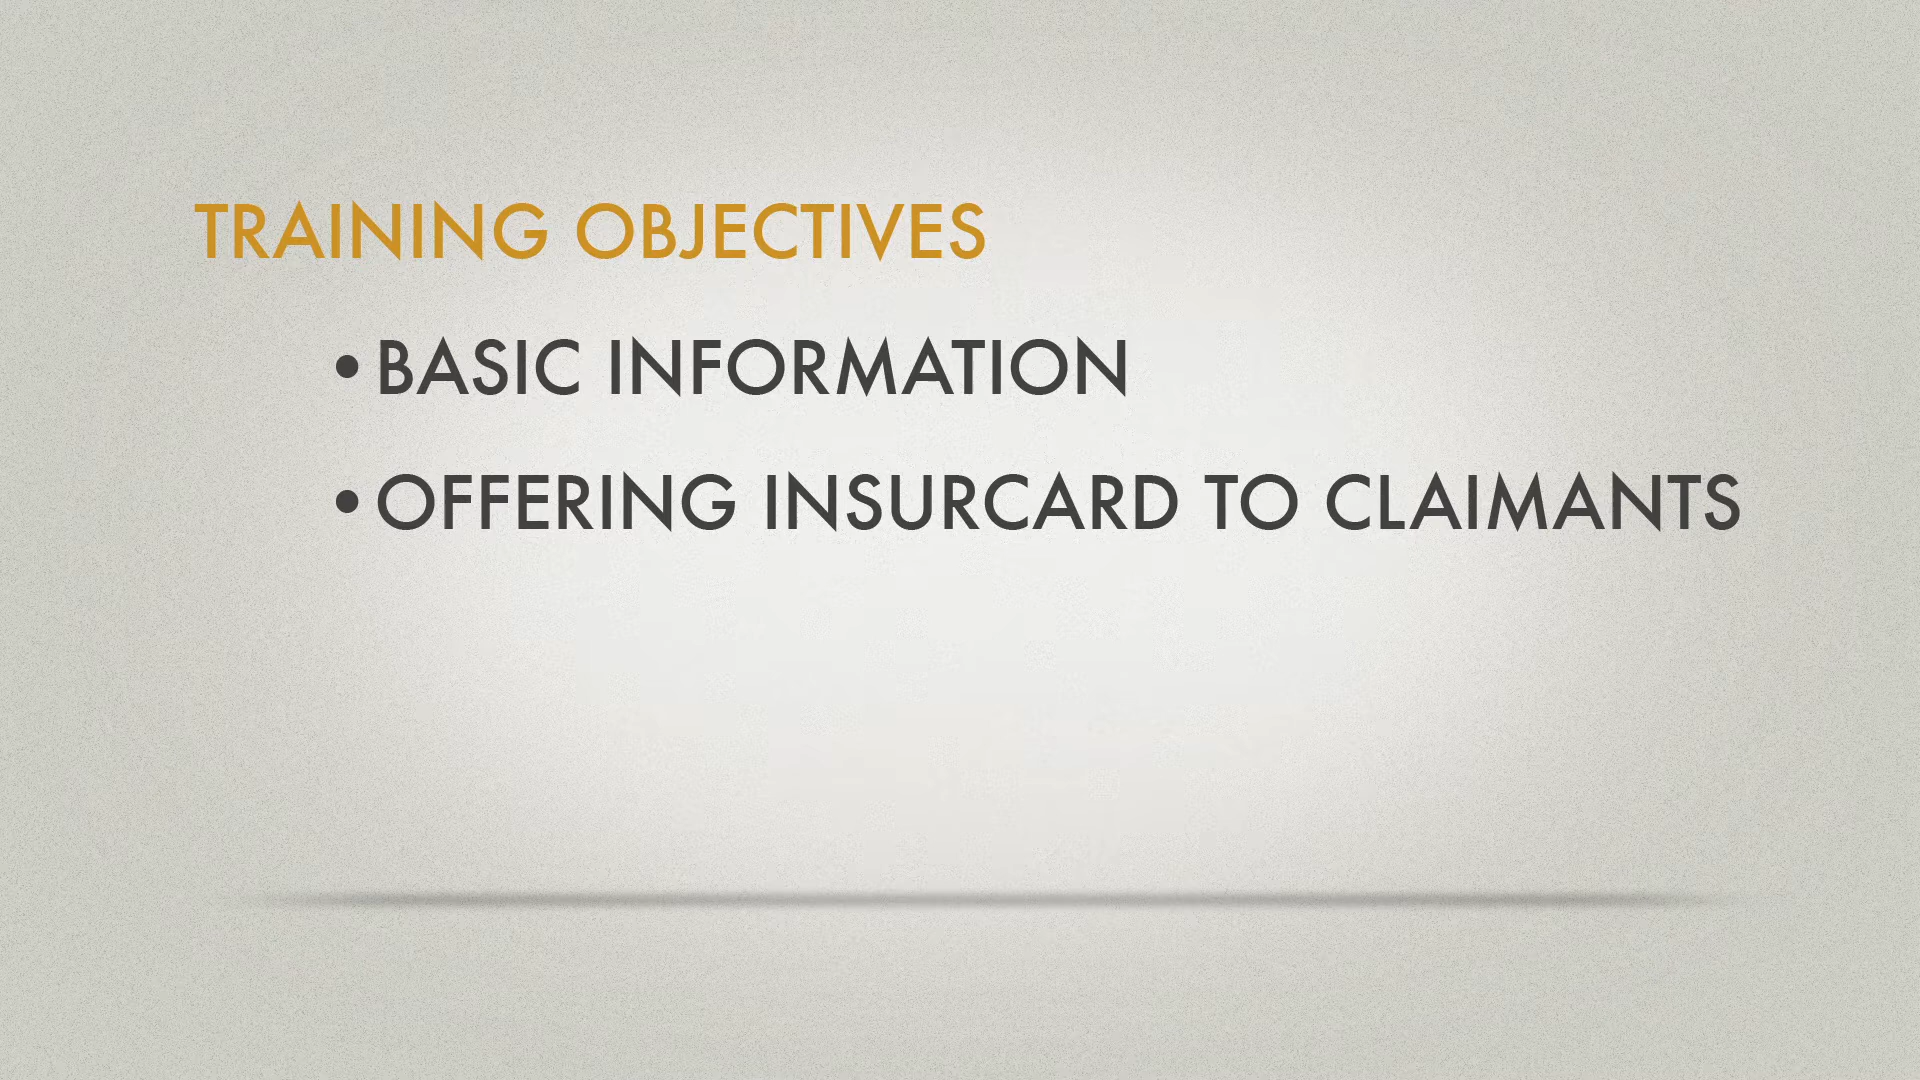 TRAINING OBJECTIVES
• BASIC INFORMATION
• OFFERING INSURCARD TO CLAIMANTS